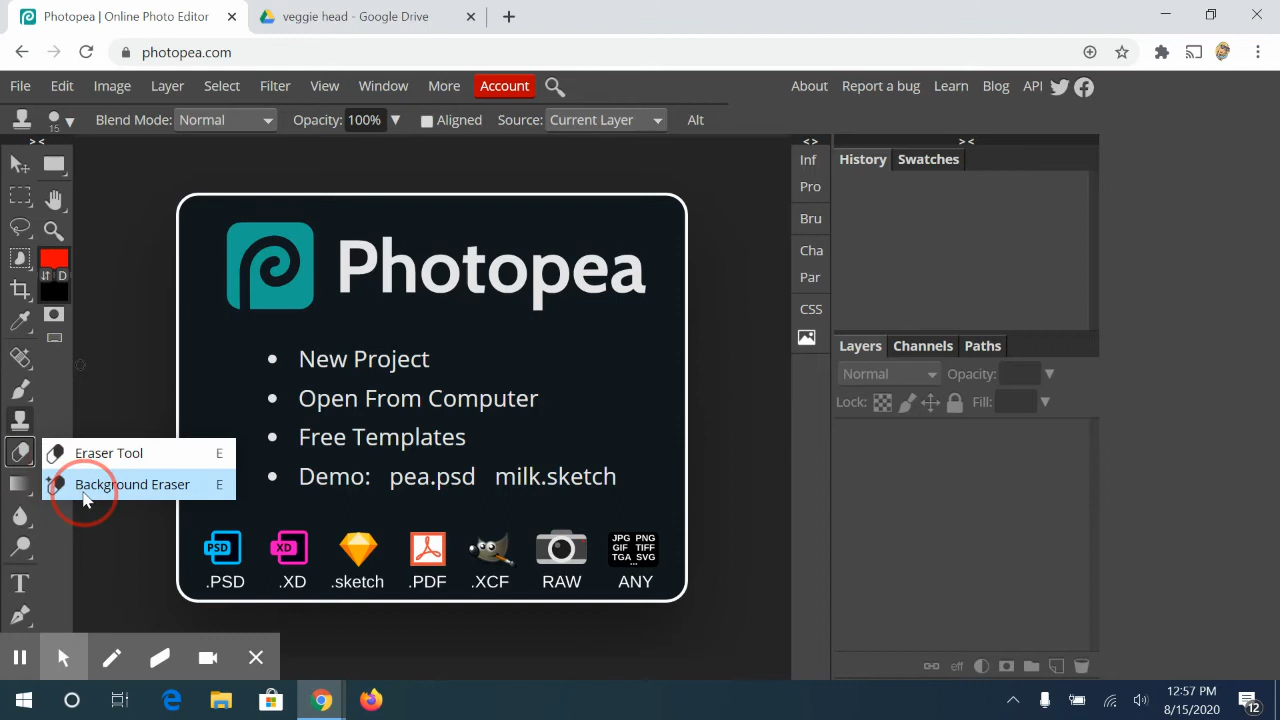 Photopea | Online Photo Editor
veggie head - Google Drive
photopea.com
File Edit Image Layer Select Filter View Window More Account
About Report a bug Learn Blog API
15 Blend Mode: Normal Opacity: 100% Aligned Source: Current Layer Alt
> <
<> > <
Inf
Pro
Bru
Cha
Par
CSS
History Swatches
D
Photopea
New Project
Open From Computer
Free Templates
Demo: pea.psd milk.sketch
Eraser Tool E
Background Eraser E
PSD XD JPG PNG
GIF TIFF
TGA... SVG
.PSD .XD .sketch .PDF .XCF RAW ANY
Layers Channels Paths
Normal Opacity:
Lock: Fill:
eff
T
12:57 PM
8/15/2020
12